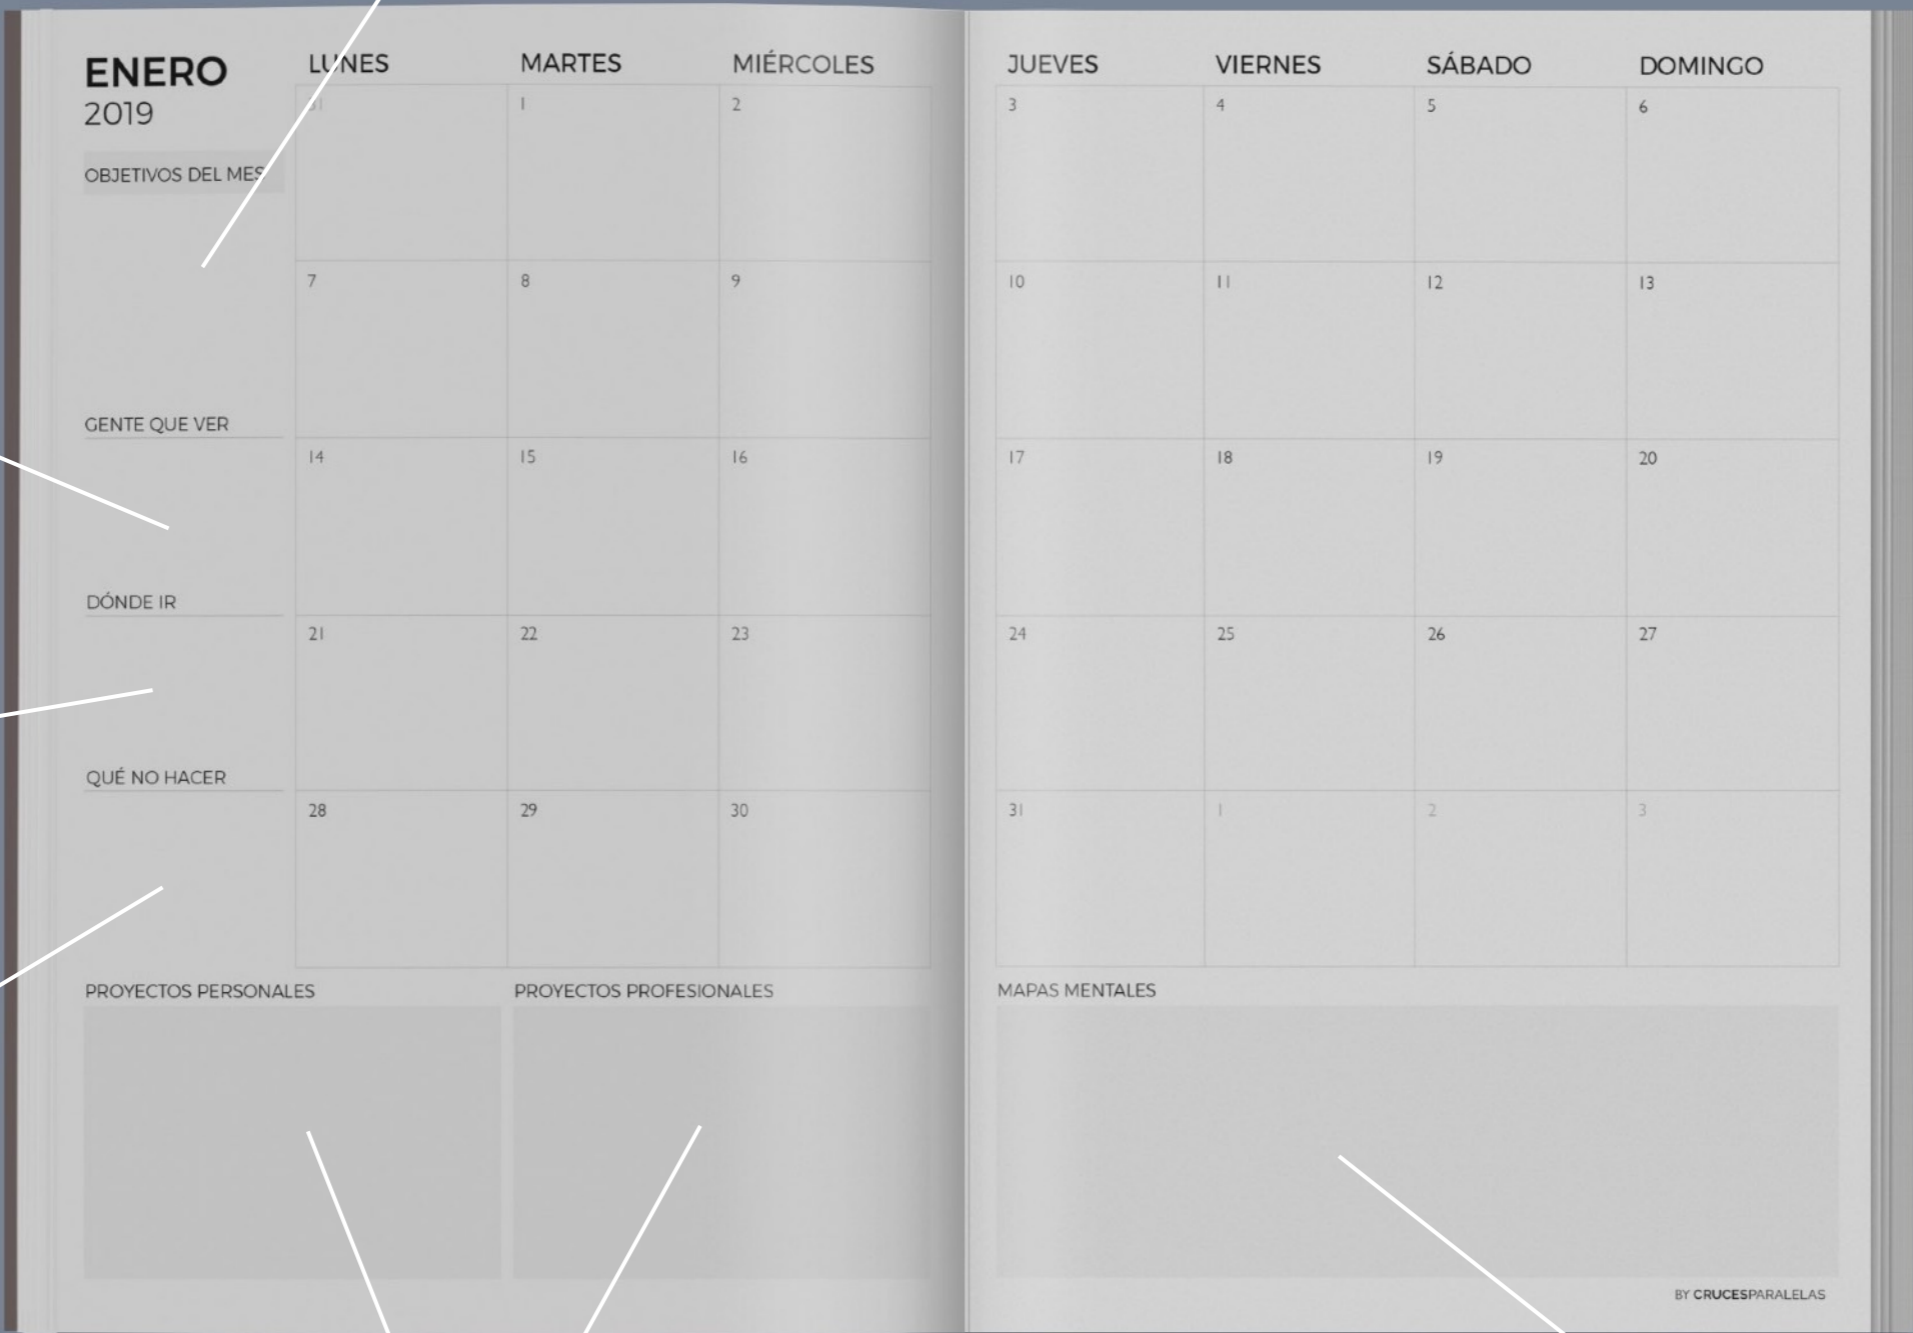 ENERO
2019
OBJETIVOS DEL MES
GENTE QUE VER
DÓNDE IR
QUÉ NO HACER
LUNES MARTES MIÉRCOLES
31 1 2
7 8 9
14 15 16
21 22 23
28 29 30
PROYECTOS PERSONALES PROYECTOS PROFESIONALES
JUEVES VIERNES SÁBADO DOMINGO
3 4 5 6
10 11 12 13
17 18 19 20
24 25 26 27
31 1 2 3
MAPAS MENTALES
BY CRUCESPARALELAS